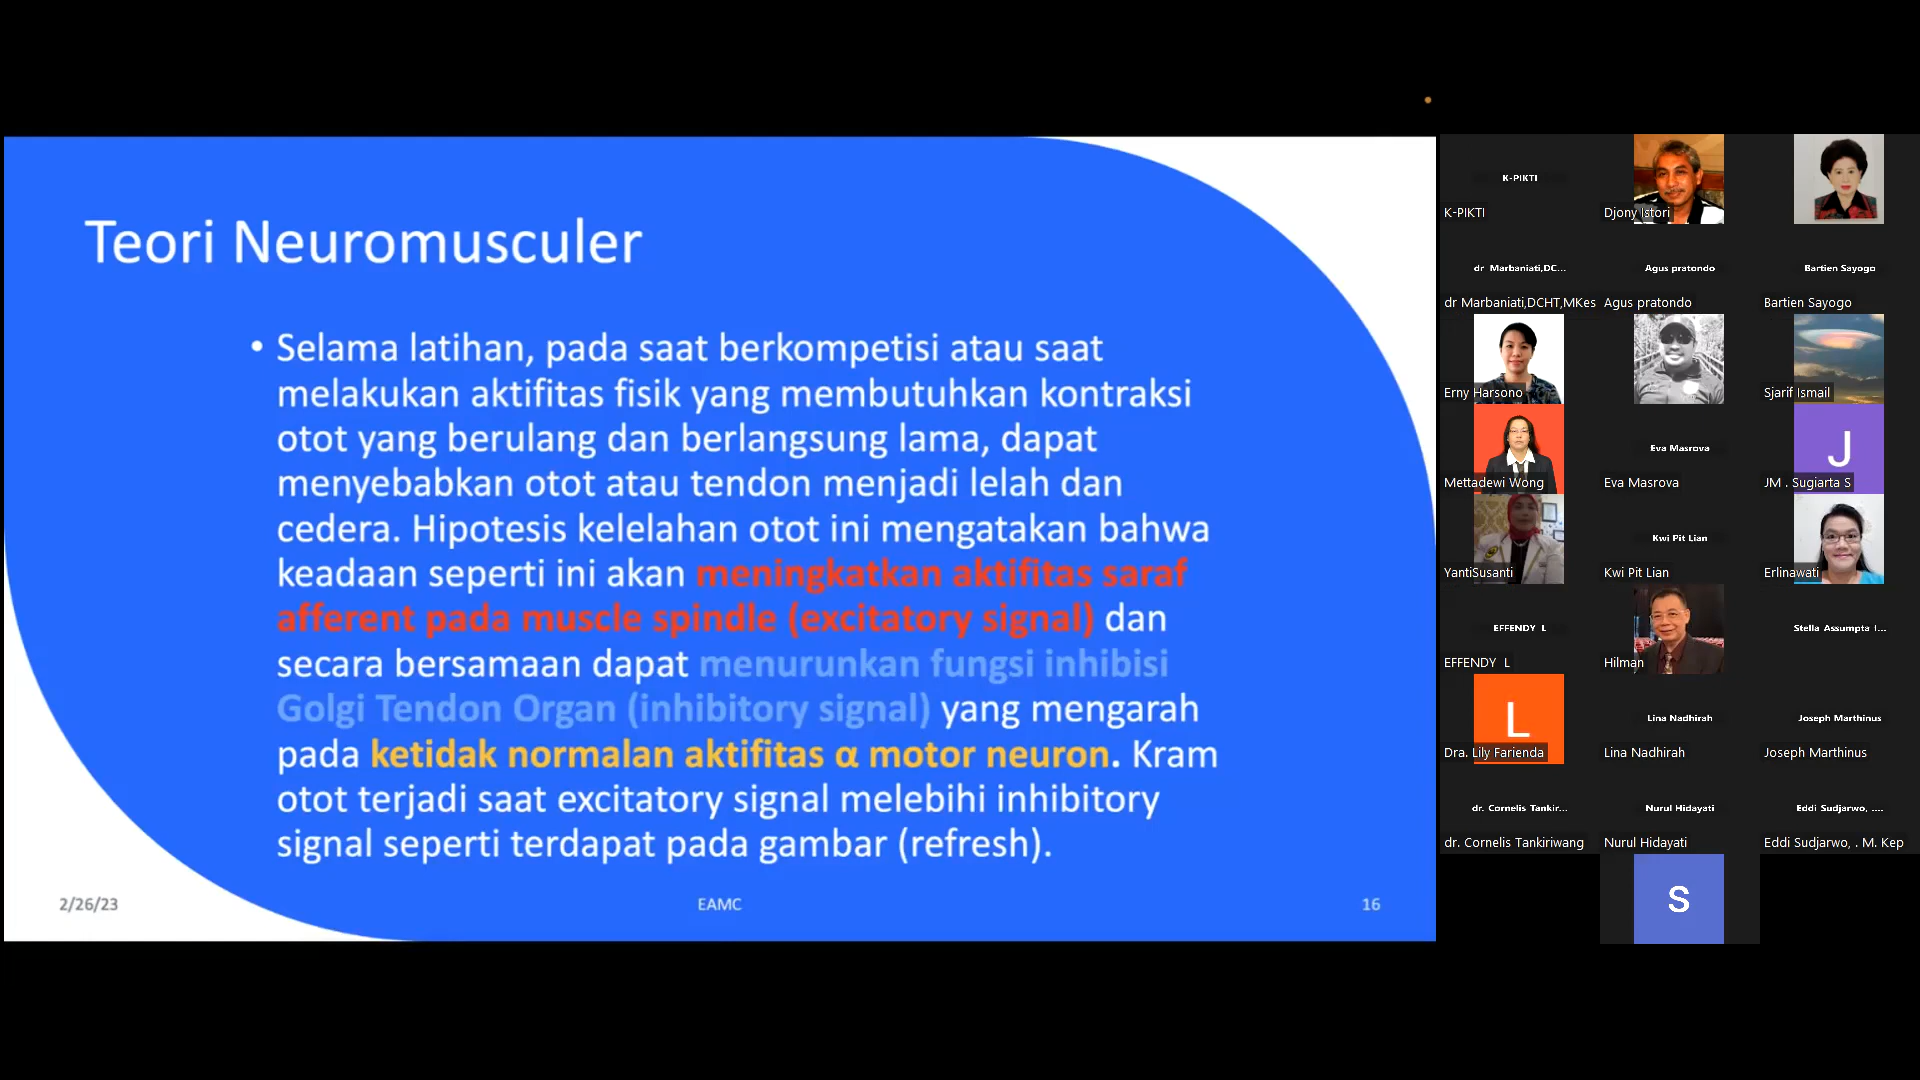 Teori Neuromusculer
• Selama latihan, pada saat berkompetisi atau saat
melakukan aktifitas fisik yang membutuhkan kontraksi
otot yang berulang dan berlangsung lama, dapat
menyebabkan otot atau tendon menjadi lelah dan
cedera. Hipotesis kelelahan otot ini mengatakan bahwa
keadaan seperti ini akan meningkatkan aktifitas saraf
afferent pada muscle spindle (excitatory signal) dan
secara bersamaan dapat menurunkan fungsi inhibisi
Golgi Tendon Organ (inhibitory signal) yang mengarah
pada ketidak normalan aktifitas α motor neuron. Kram
otot terjadi saat excitatory signal melebihi inhibitory
signal seperti terdapat pada gambar (refresh).
2/26/23
EAMC
16
K-PIKTI
K-PIKTI
Djony Istori
dr Marbaniati,DC...
dr Marbaniati,DCHT,MKes
Agus pratondo
Agus pratondo
Bartien Sayogo
Bartien Sayogo
Erny Harsono
Sjarif Ismail
Mettadewi Wong
Eva Masrova
Eva Masrova
J
JM . Sugiarta S
YantiSusanti
Kwi Pit Lian
Kwi Pit Lian
Erlinawati
EFFENDY L
EFFENDY L
Hilman
Stella Assumpta I...
L
Dra. Lily Farienda
Lina Nadhirah
Lina Nadhirah
Joseph Marthinus
Joseph Marthinus
dr. Cornelis Tankir...
dr. Cornelis Tankiriwang
Nurul Hidayati
Nurul Hidayati
Eddi Sudjarwo, ....
Eddi Sudjarwo, . M. Kep
S